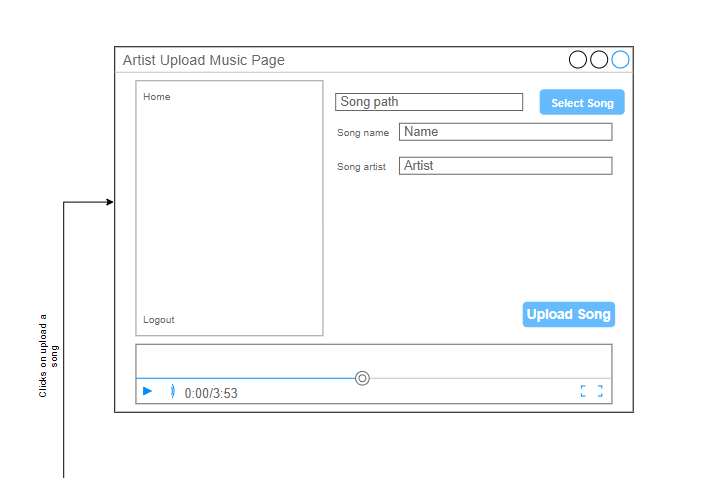 Artist Upload Music Page
Home
Song path
Select Song
Song name
Name
Song artist
Artist
Logout
Upload Song
0:00/3:53
Clicks on upload a
song